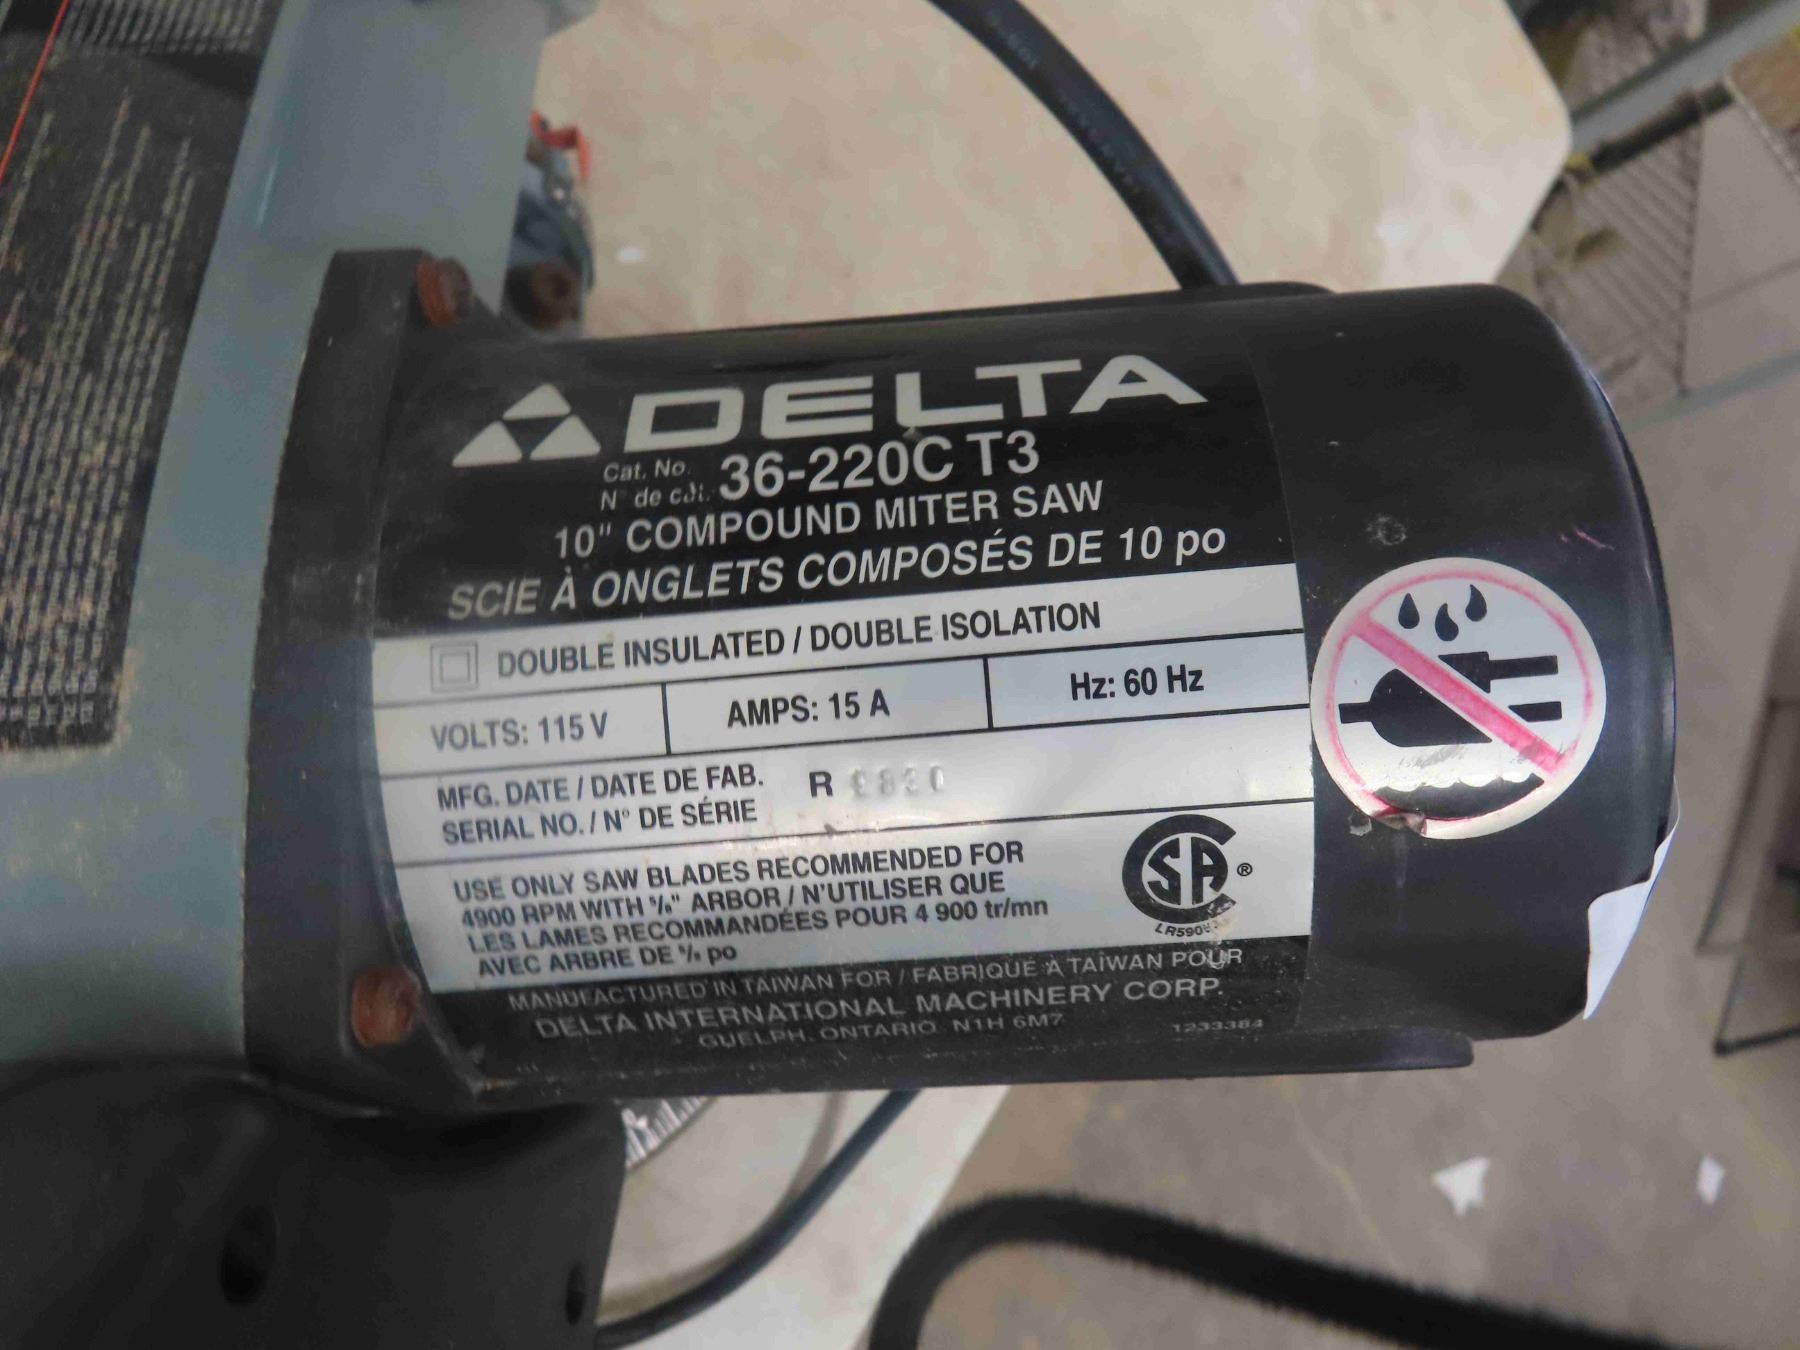 DELTA
Cat. No.
N° de cat. 36-220C T3
10" COMPOUND MITER SAW
SCIE À ONGLETS COMPOSÉS DE 10 po
DOUBLE INSULATED / DOUBLE ISOLATION
VOLTS: 115 V AMPS: 15 A Hz: 60 Hz
MFG. DATE / DATE DE FAB. R 9830
SERIAL NO. / N° DE SÉRIE
USE ONLY SAW BLADES RECOMMENDED FOR
4900 RPM WITH 5/8" ARBOR / N'UTILISER QUE
LES LAMES RECOMMANDÉES POUR 4 900 tr/mn
AVEC ARBRE DE 5/8 po
CSA ®
MANUFACTURED IN TAIWAN FOR / FABRIQUÉ À TAÏWAN POUR
DELTA INTERNATIONAL MACHINERY CORP.
GUELPH, ONTARIO N1H 6M7 1233384